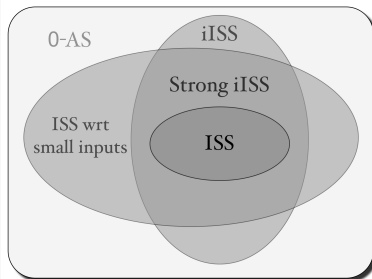 0-AS
iISS
Strong iISS
ISS wrt
small inputs
ISS